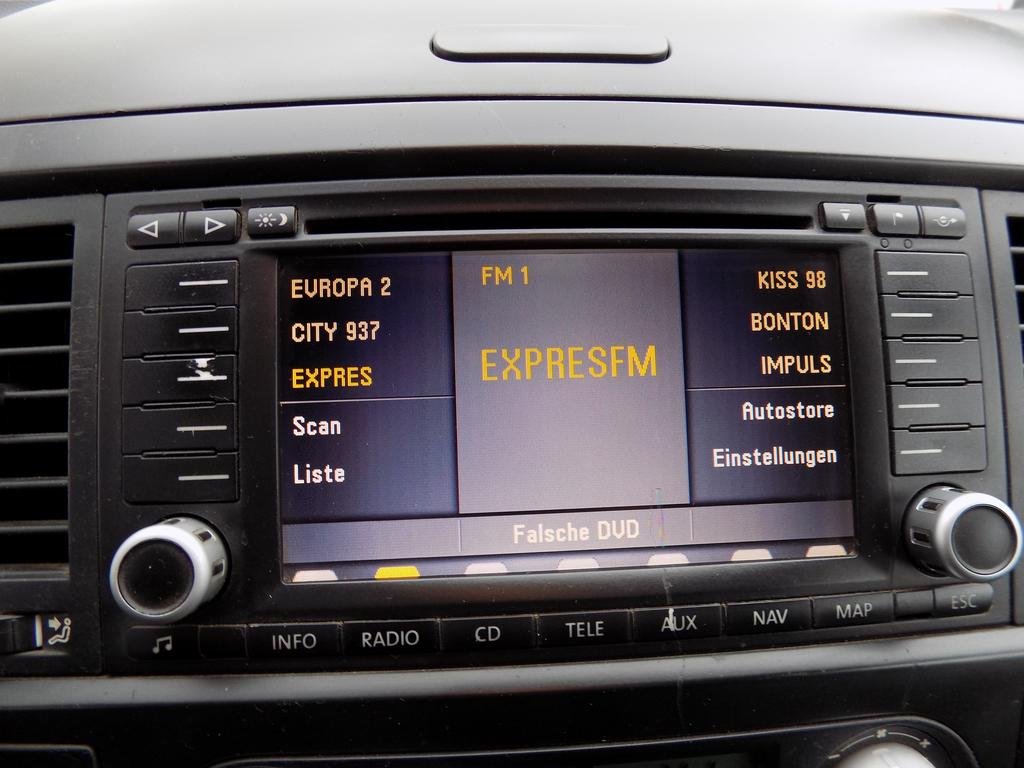 EUROPA 2
CITY 937
EXPRES
Scan
Liste
FM 1
EXPRESFM
KISS 98
BONTON
IMPULS
Autostore
Einstellungen
Falsche DVD
INFO
RADIO
CD
TELE
AUX
NAV
MAP
ESC